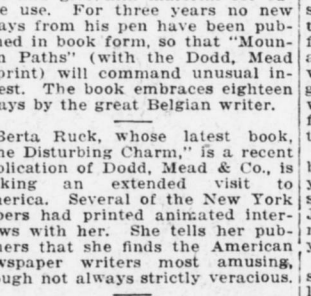 e use. For three years no new
ays from his pen have been pub-
ned in book form, so that "Moun-
n Paths" (with the Dodd, Mead
print) will command unusual in-
est. The book embraces eighteen
ays by the great Belgian writer.
Berta Ruck, whose latest book,
he Disturbing Charm," is a recent
blication of Dodd, Mead & Co., is
king an extended visit to
nerica. Several of the New York
pers had printed animated inter-
ws with her. She tells her pub-
ners that she finds the American
wspaper writers most amusing,
ough not always strictly veracious.